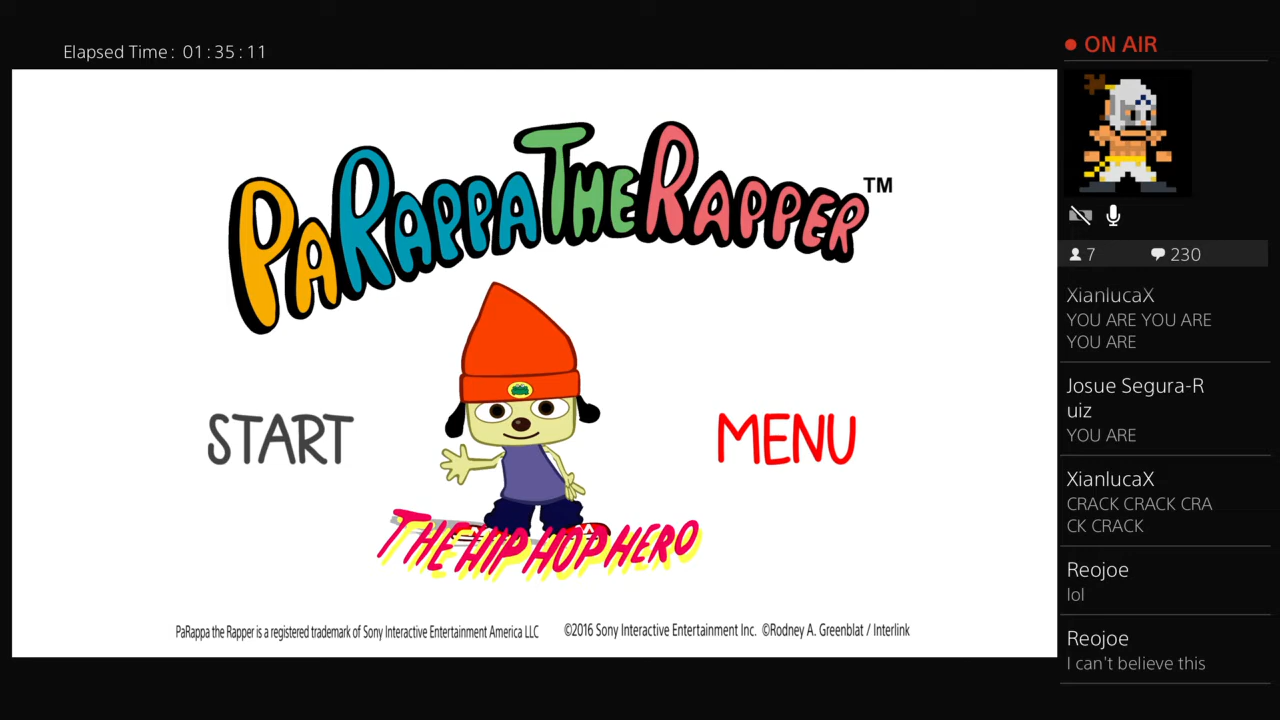 Elapsed Time: 01:35:11
ON AIR
PARAPPA THE RAPPER™
START
MENU
THE HIP HOP HERO
PaRappa the Rapper is a registered trademark of Sony Interactive Entertainment America LLC
©2016 Sony Interactive Entertainment Inc. ©Rodney A. Greenblat / Interlink
7 230
XianlucaX
YOU ARE YOU ARE
YOU ARE
Josue Segura-R
uiz
YOU ARE
XianlucaX
CRACK CRACK CRA
CK CRACK
Reojoe
lol
Reojoe
I can't believe this